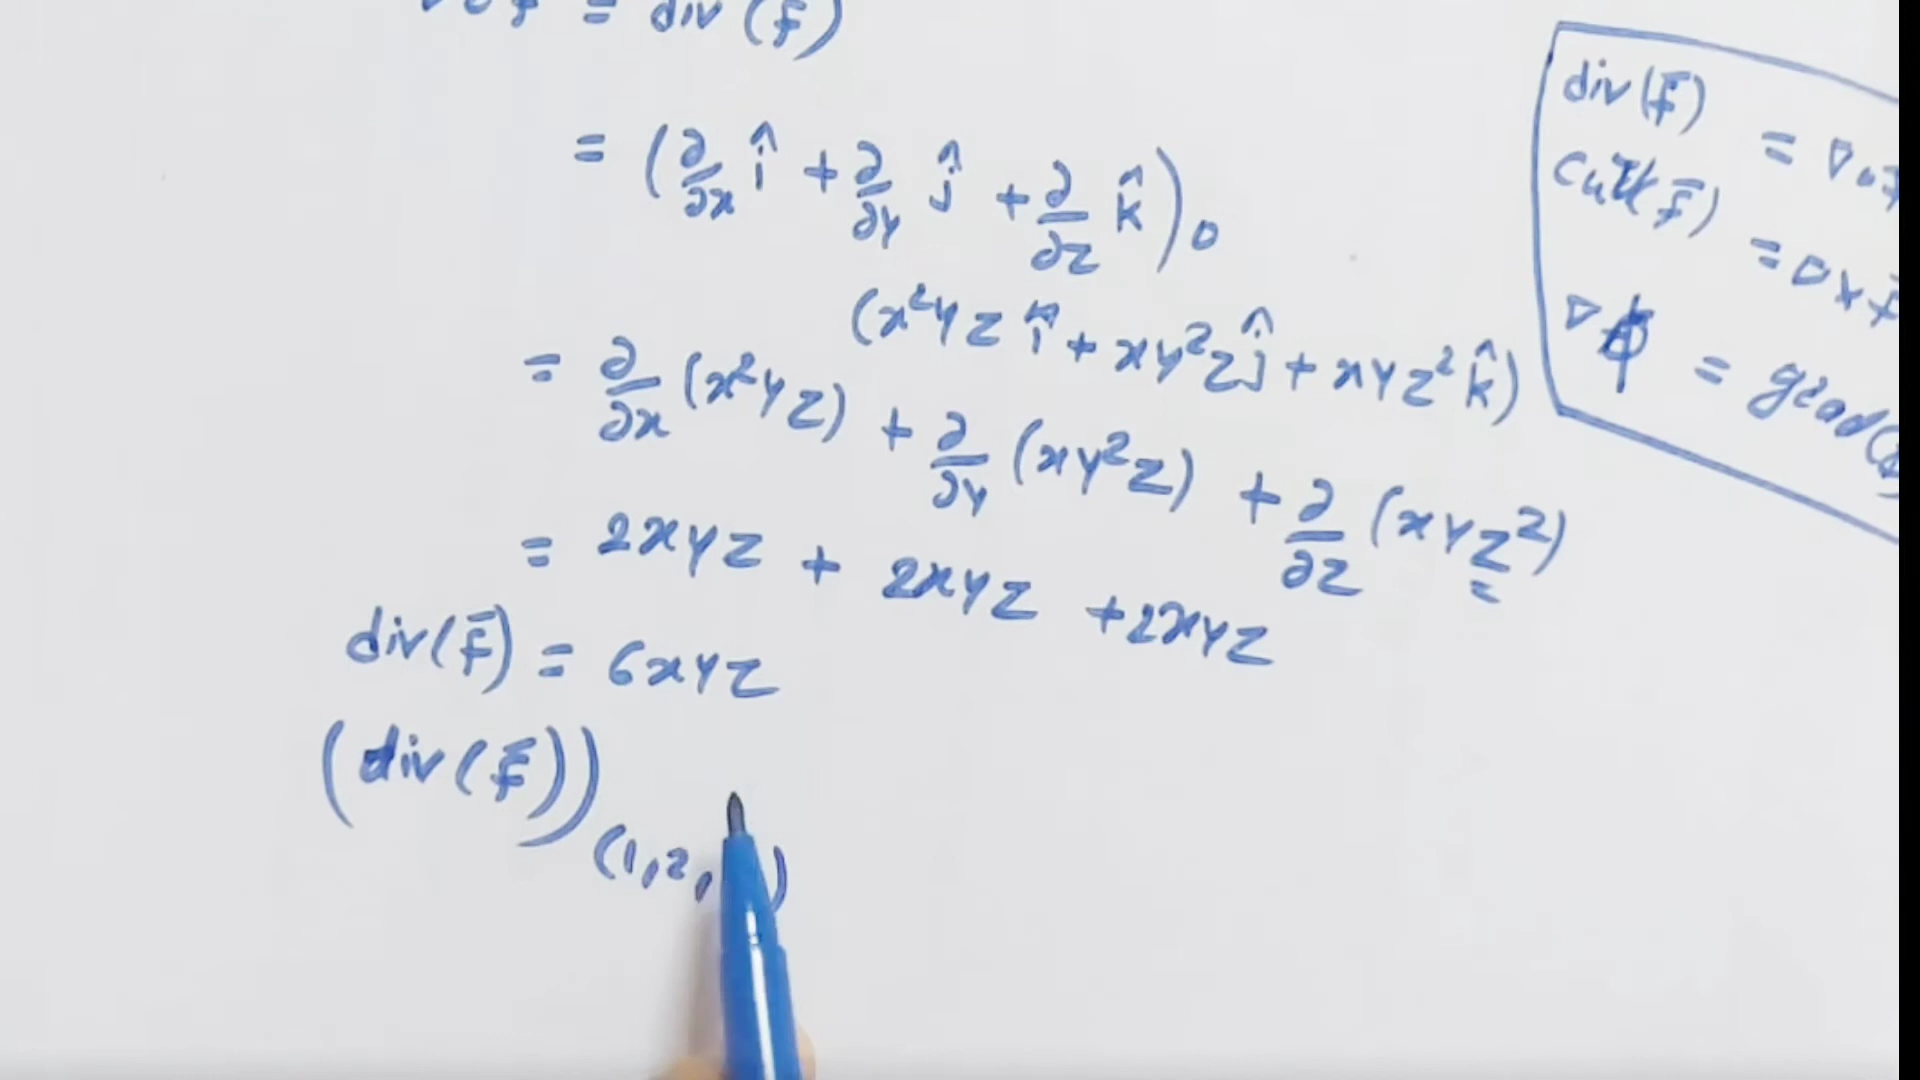 = div (F̄)
= (∂/∂x î + ∂/∂y ĵ + ∂/∂z k̂) .
(x²yz î + xy²z ĵ + xyz² k̂)
= ∂/∂x (x²yz) + ∂/∂y (xy²z) + ∂/∂z (xyz²)
= 2xyz + 2xyz + 2xyz
div(F̄) = 6xyz
(div(F̄))(1,2, )
div(F̄) = ∇.F̄
Curl(F̄) = ∇×F̄
∇ϕ = grad(ϕ